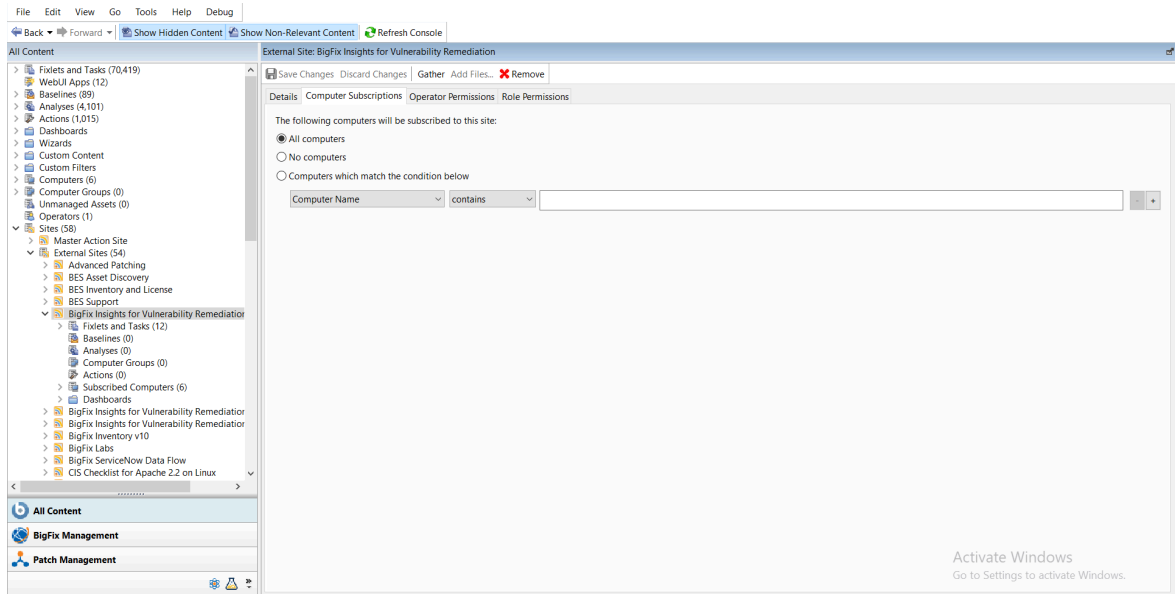 File Edit View Go Tools Help Debug
Back Forward Show Hidden Content Show Non-Relevant Content Refresh Console
All Content
Fixlets and Tasks (70,419)
WebUI Apps (12)
Baselines (89)
Analyses (4,101)
Actions (1,015)
Dashboards
Wizards
Custom Content
Custom Filters
Computers (6)
Computer Groups (0)
Unmanaged Assets (0)
Operators (1)
Sites (58)
Master Action Site
External Sites (54)
Advanced Patching
BES Asset Discovery
BES Inventory and License
BES Support
BigFix Insights for Vulnerability Remediation
Fixlets and Tasks (12)
Baselines (0)
Analyses (0)
Computer Groups (0)
Actions (0)
Subscribed Computers (6)
Dashboards
BigFix Insights for Vulnerability Remediation
BigFix Insights for Vulnerability Remediation
BigFix Inventory v10
BigFix Labs
BigFix ServiceNow Data Flow
CIS Checklist for Apache 2.2 on Linux
All Content
BigFix Management
Patch Management
External Site: BigFix Insights for Vulnerability Remediation
Save Changes Discard Changes Gather Add Files... Remove
Details Computer Subscriptions Operator Permissions Role Permissions
The following computers will be subscribed to this site:
All computers
No computers
Computers which match the condition below
Computer Name contains - +
Activate Windows
Go to Settings to activate Windows.